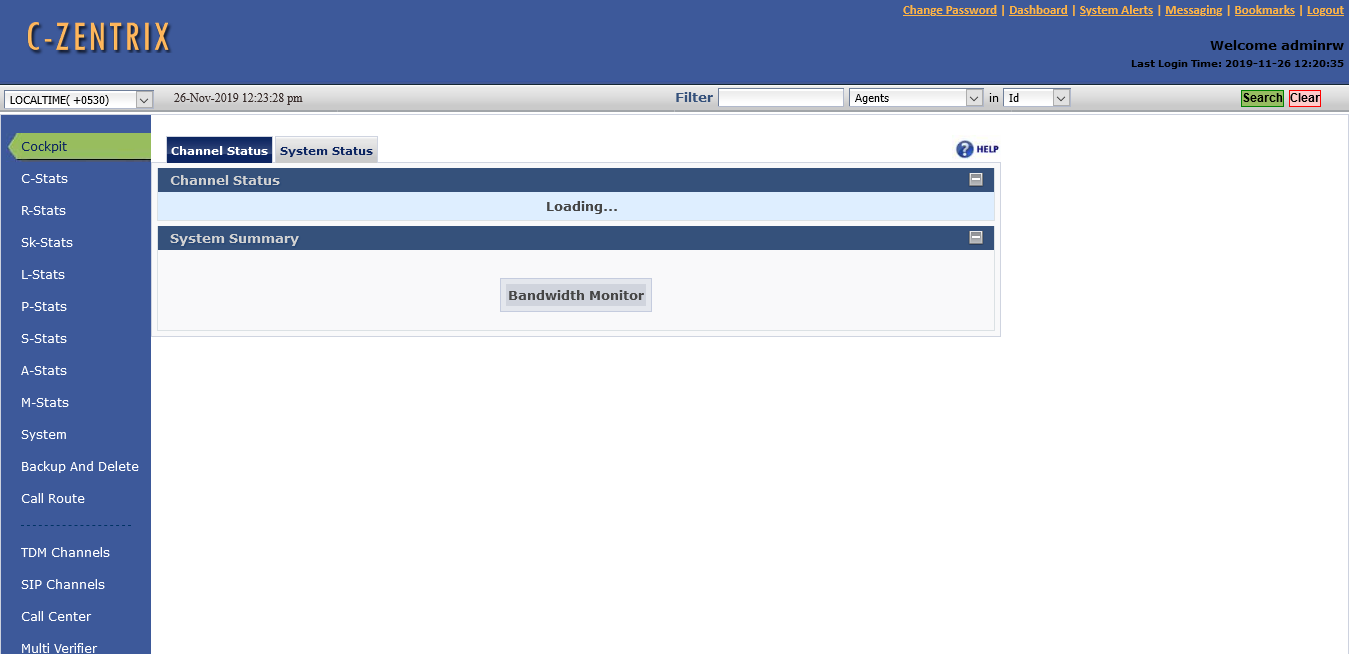 Change Password | Dashboard | System Alerts | Messaging | Bookmarks | Logout
C-ZENTRIX
Welcome adminrw
Last Login Time: 2019-11-26 12:20:35
LOCALTIME( +0530) 26-Nov-2019 12:23:28 pm Filter Agents in Id Search Clear
Cockpit
C-Stats
R-Stats
Sk-Stats
L-Stats
P-Stats
S-Stats
A-Stats
M-Stats
System
Backup And Delete
Call Route
TDM Channels
SIP Channels
Call Center
Multi Verifier
Channel Status System Status ? HELP
Channel Status
Loading...
System Summary
Bandwidth Monitor